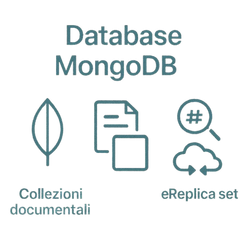 Database
MongoDB
#
Collezioni
documentali
eReplica set